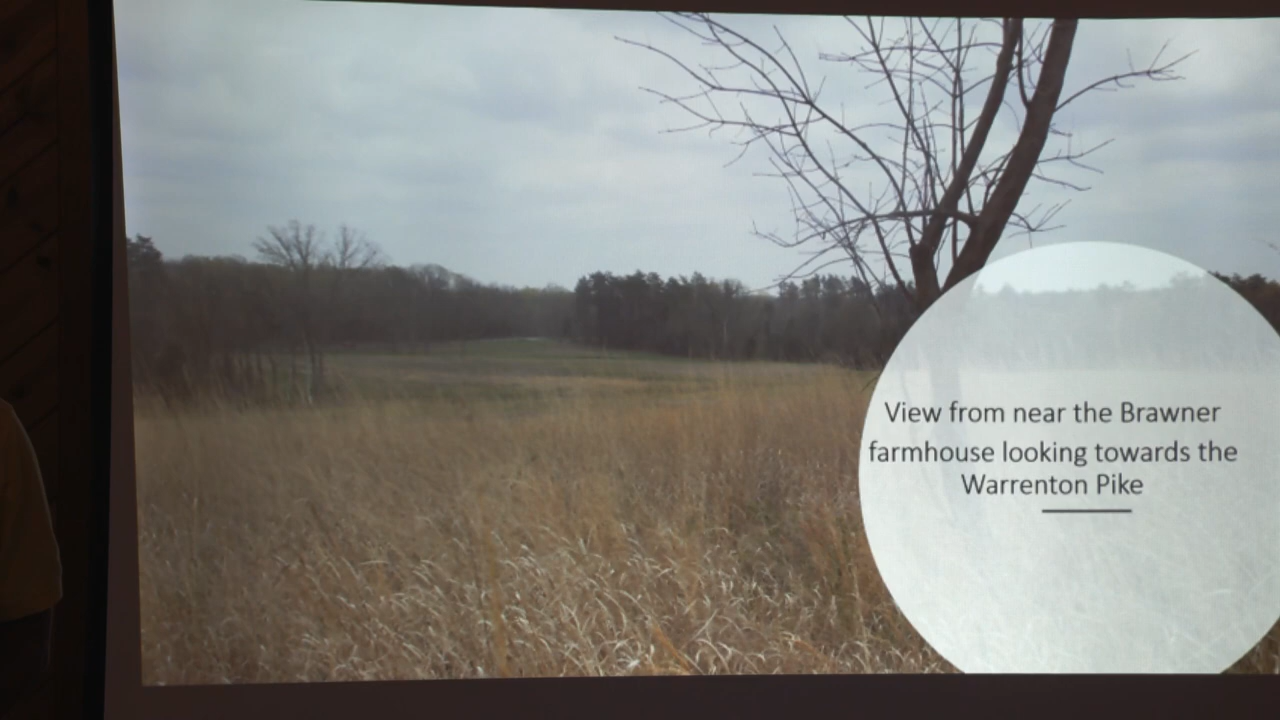 View from near the Brawner
farmhouse looking towards the
Warrenton Pike